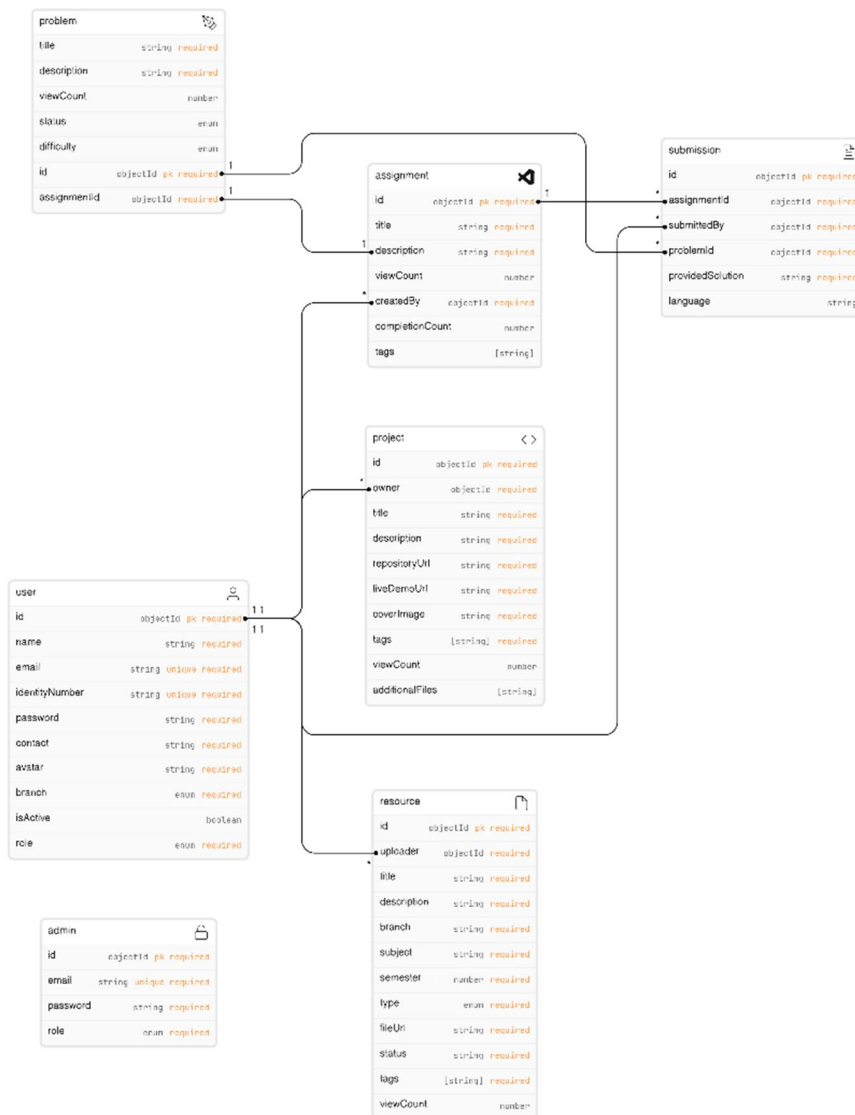 problem
title string required
description string required
viewCount number
status enum
difficulty enum
id objectId pk required
1
assignmentId objectId required
1
assignment
id objectId pk required
1
title string required
1
description string required
viewCount number
*
createdBy objectId required
completionCount number
tags [string]
submission
id objectId pk required
*
assignmentId objectId required
*
submittedBy objectId required
*
problemId objectId required
providedSolution string required
language string
project
id objectId pk required
*
owner objectId required
title string required
description string required
repositoryUrl string required
liveDemoUrl string required
coverImage string required
tags [string] required
viewCount number
additionalFiles [string]
user
id objectId pk required
1 1
1 1
name string required
email string unique required
identityNumber string unique required
password string required
contact string required
avatar string required
branch enum required
isActive boolean
role enum required
resource
id objectId pk required
uploader objectId required
*
title string required
description string required
branch string required
subject string required
semester number required
type enum required
fileUrl string required
status string required
tags [string] required
viewCount number
admin
id objectId pk required
email string unique required
password string required
role enum required